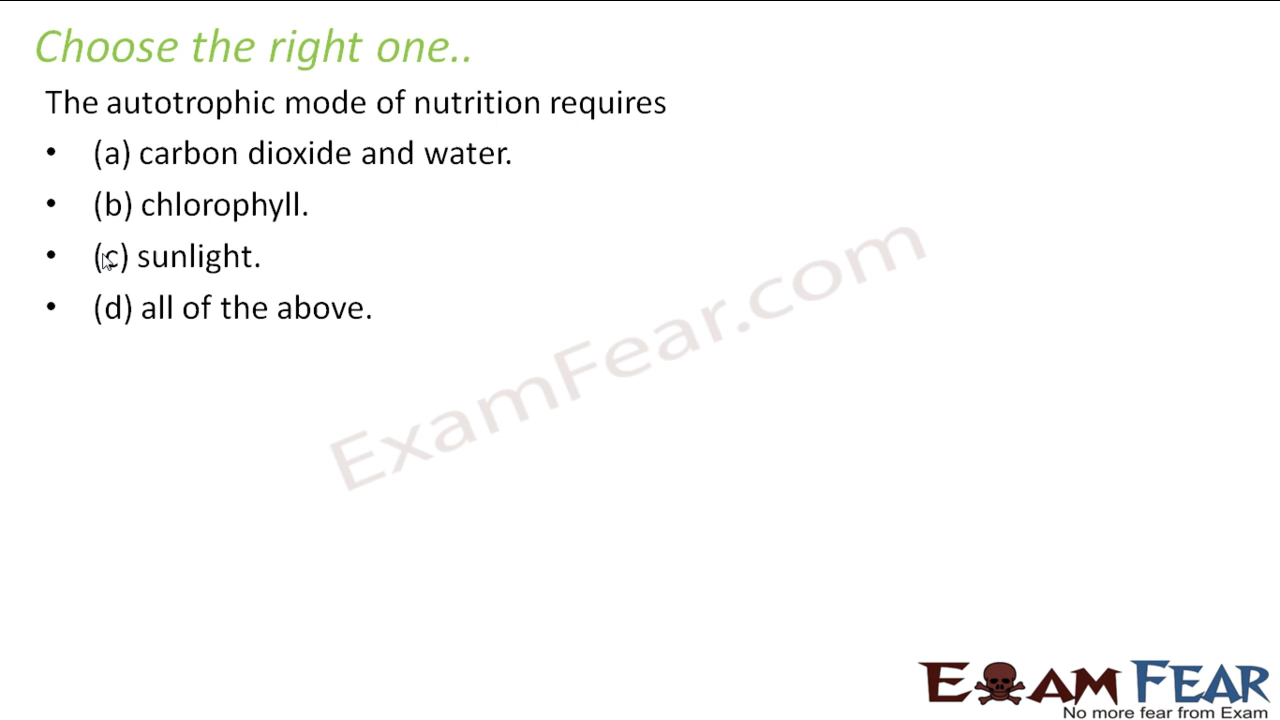 Choose the right one..
The autotrophic mode of nutrition requires
• (a) carbon dioxide and water.
• (b) chlorophyll.
• (c) sunlight.
• (d) all of the above.
ExamFear.com
EXAM FEAR
No more fear from Exam